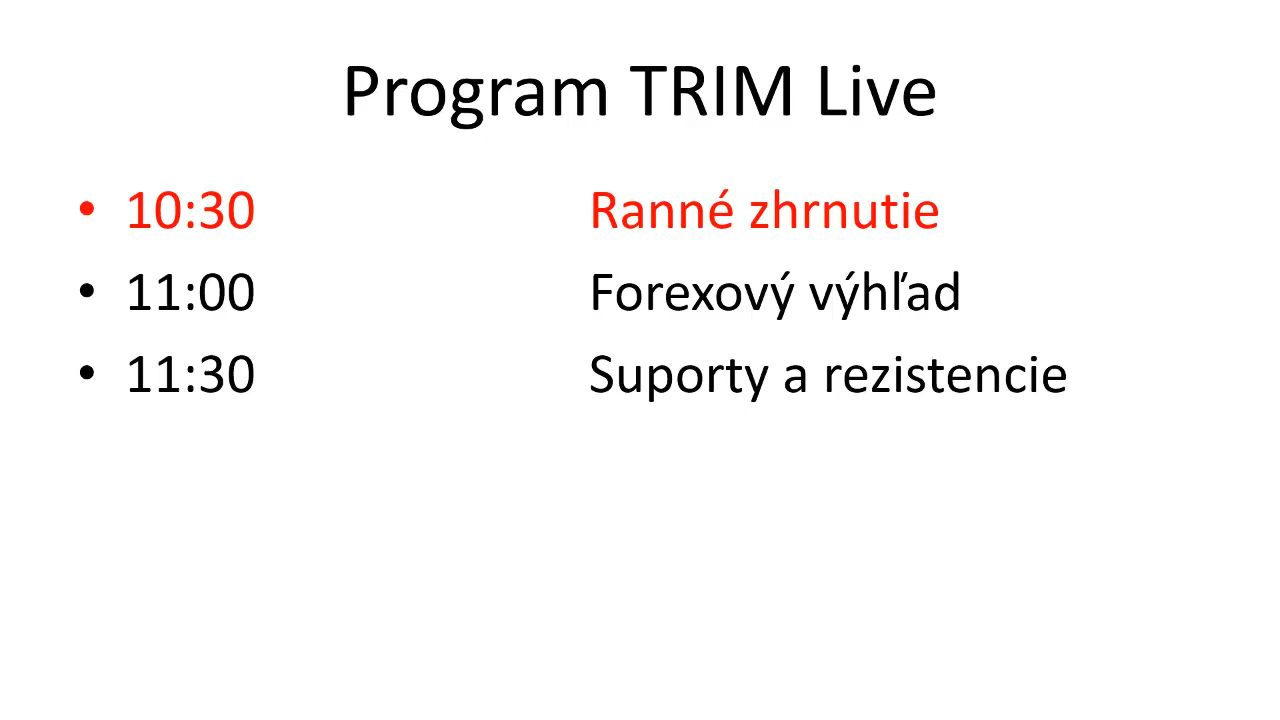 Program TRIM Live
• 10:30 Ranné zhrnutie
• 11:00 Forexový výhľad
• 11:30 Suporty a rezistencie